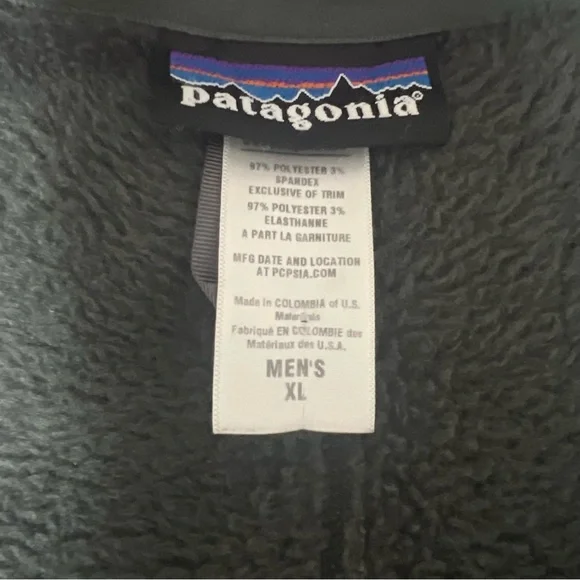 patagonia®
97% POLYESTER 3%
SPANDEX
EXCLUSIVE OF TRIM
97% POLYESTER 3%
ELASTHANNE
A PART LA GARNITURE
MFG DATE AND LOCATION
AT PCPSIA.COM
Made in COLOMBIA of U.S.
Materials
Fabriqué EN COLOMBIE des
Matériaux des U.S.A.
MEN'S
XL